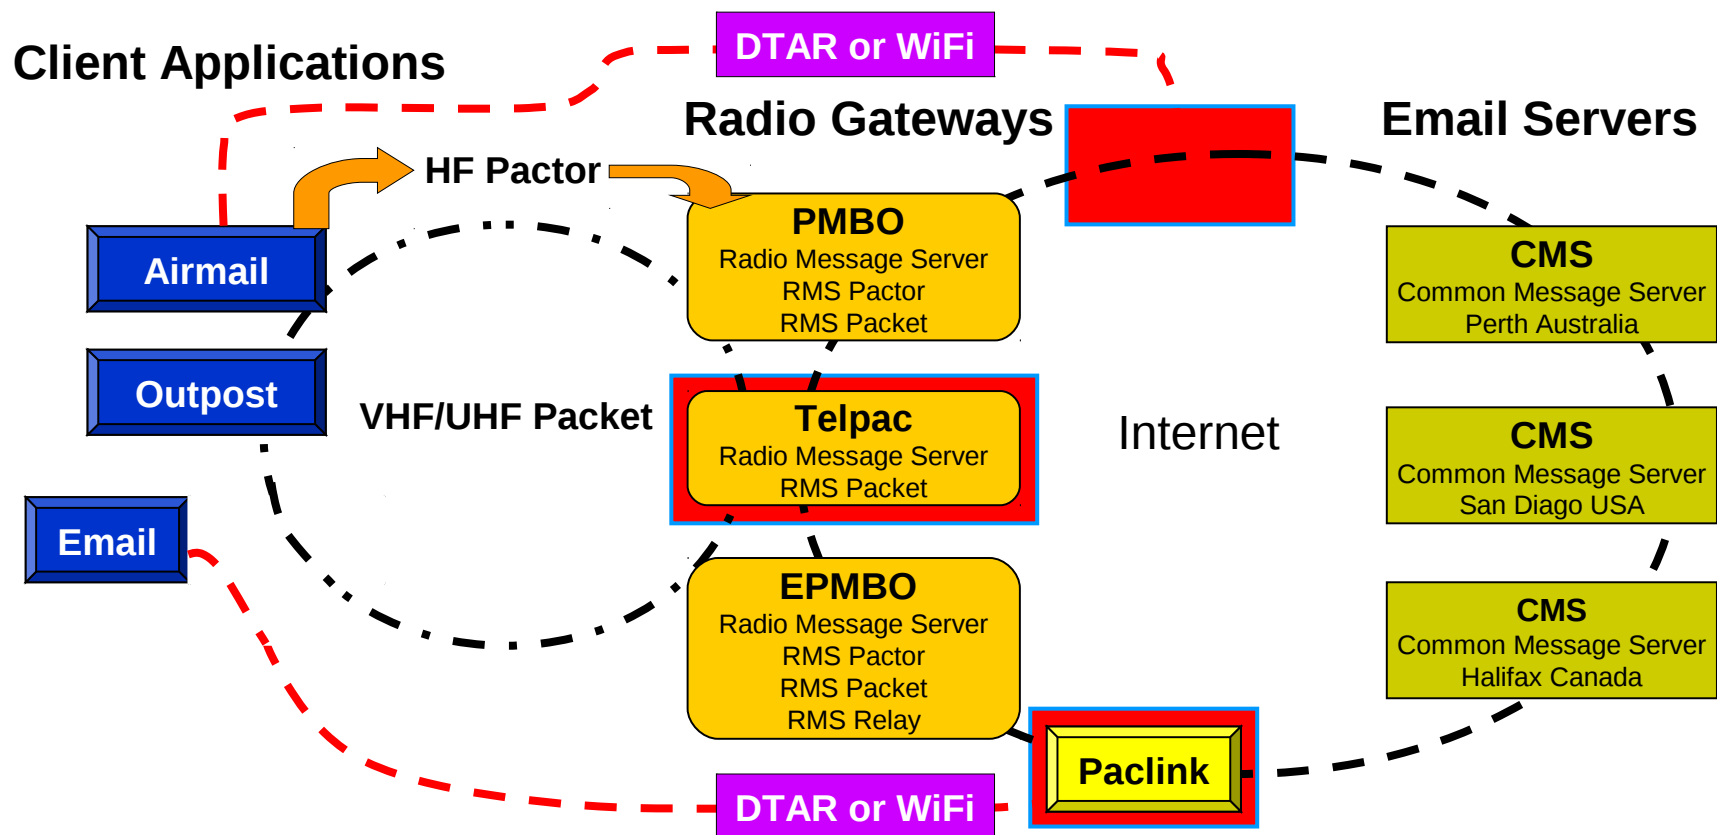 DTAR or WiFi
Client Applications
Radio Gateways
Email Servers
HF Pactor
PMBO
Radio Message Server
RMS Pactor
RMS Packet
Airmail
CMS
Common Message Server
Perth Australia
Outpost
VHF/UHF Packet
Telpac
Radio Message Server
RMS Packet
Internet
CMS
Common Message Server
San Diago USA
Email
EPMBO
Radio Message Server
RMS Pactor
RMS Packet
RMS Relay
CMS
Common Message Server
Halifax Canada
Paclink
DTAR or WiFi